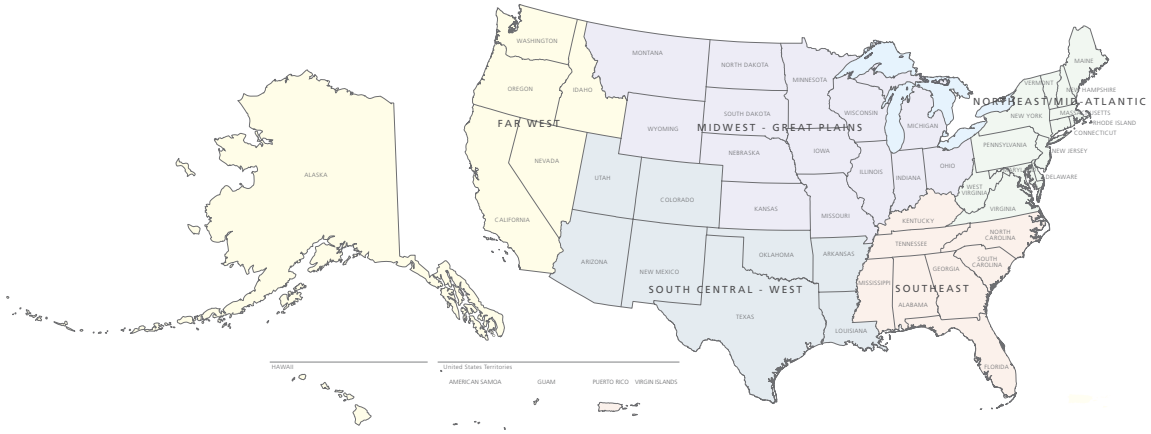 WASHINGTON
MONTANA
NORTH DAKOTA
MINNESOTA
MAINE
OREGON
IDAHO
VERMONT
NEW HAMPSHIRE
NORTHEAST/MID-ATLANTIC
SOUTH DAKOTA
WISCONSIN
NEW YORK
FAR WEST
WYOMING
MIDWEST - GREAT PLAINS
MICHIGAN
RHODE ISLAND
CONNECTICUT
PENNSYLVANIA
NEBRASKA
IOWA
NEW JERSEY
NEVADA
OHIO
ALASKA
UTAH
ILLINOIS
INDIANA
DELAWARE
WEST
VIRGINIA
COLORADO
KANSAS
MISSOURI
VIRGINIA
CALIFORNIA
KENTUCKY
NORTH
CAROLINA
TENNESSEE
ARIZONA
NEW MEXICO
OKLAHOMA
ARKANSAS
SOUTH
CAROLINA
GEORGIA
MISSISSIPPI
SOUTH CENTRAL - WEST
SOUTHEAST
ALABAMA
TEXAS
LOUISIANA
HAWAII
United States Territories
FLORIDA
AMERICAN SAMOA
GUAM
PUERTO RICO
VIRGIN ISLANDS